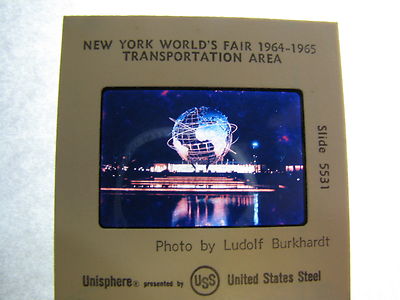 NEW YORK WORLD'S FAIR 1964-1965
TRANSPORTATION AREA
Slide 5531
Photo by Ludolf Burkhardt
Unisphere® presented by USS United States Steel